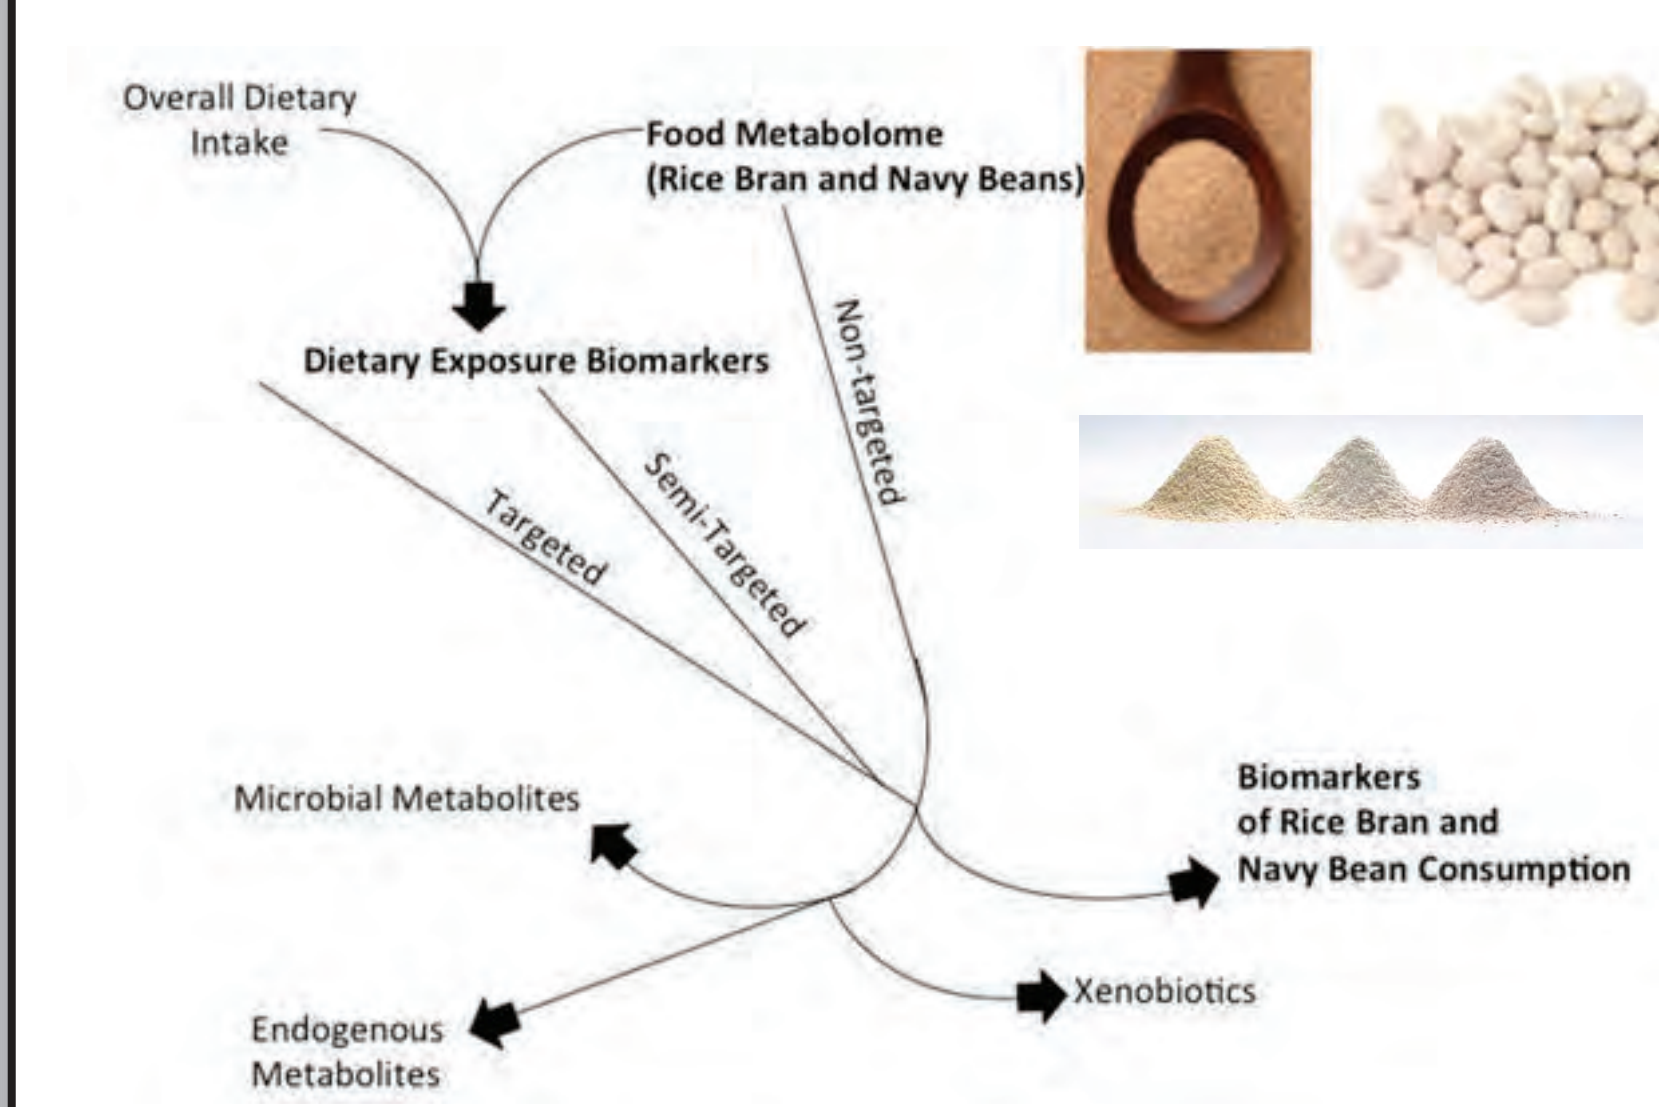 Overall Dietary
Intake
Food Metabolome
(Rice Bran and Navy Beans)
Dietary Exposure Biomarkers
Non-targeted
Semi-Targeted
Targeted
Microbial Metabolites
Biomarkers
of Rice Bran and
Navy Bean Consumption
Xenobiotics
Endogenous
Metabolites